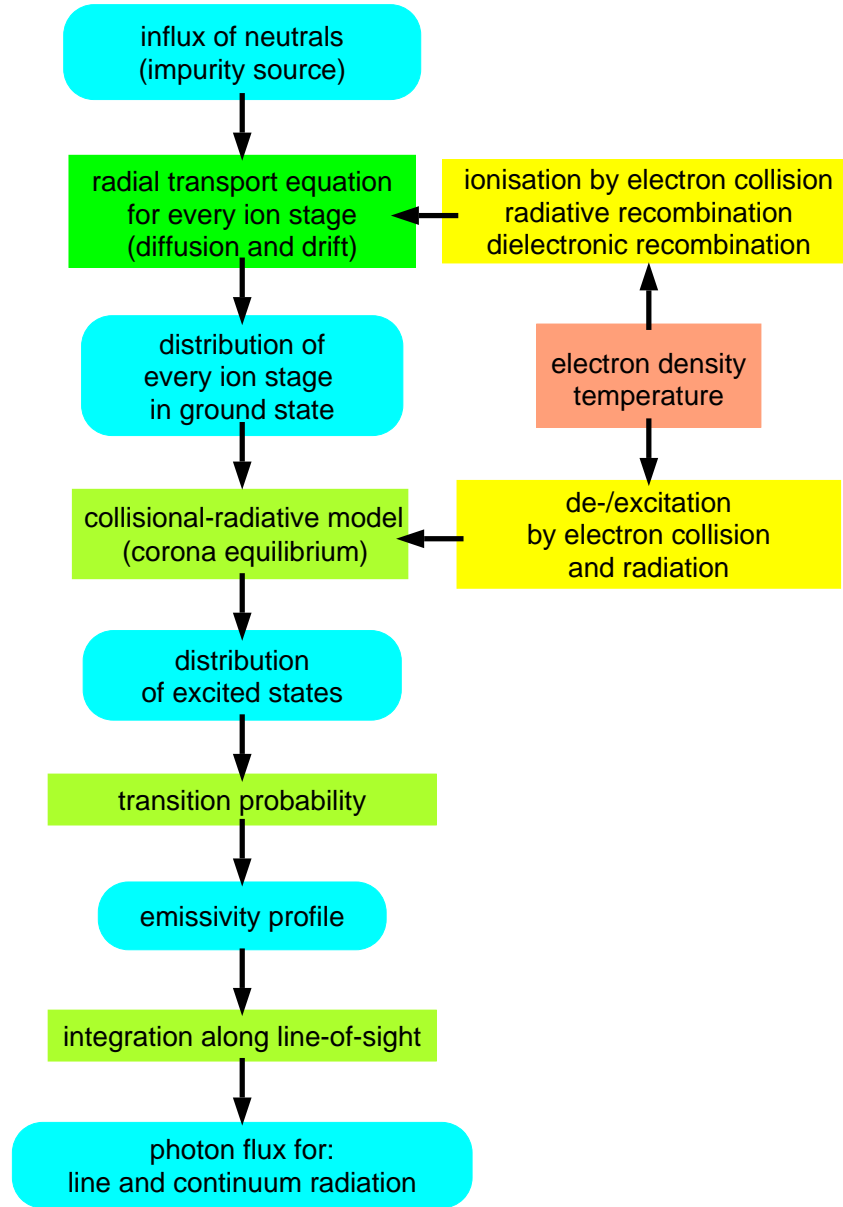 influx of neutrals
(impurity source)
radial transport equation
for every ion stage
(diffusion and drift)
ionisation by electron collision
radiative recombination
dielectronic recombination
distribution of
every ion stage
in ground state
electron density
temperature
collisional-radiative model
(corona equilibrium)
de-/excitation
by electron collision
and radiation
distribution
of excited states
transition probability
emissivity profile
integration along line-of-sight
photon flux for:
line and continuum radiation